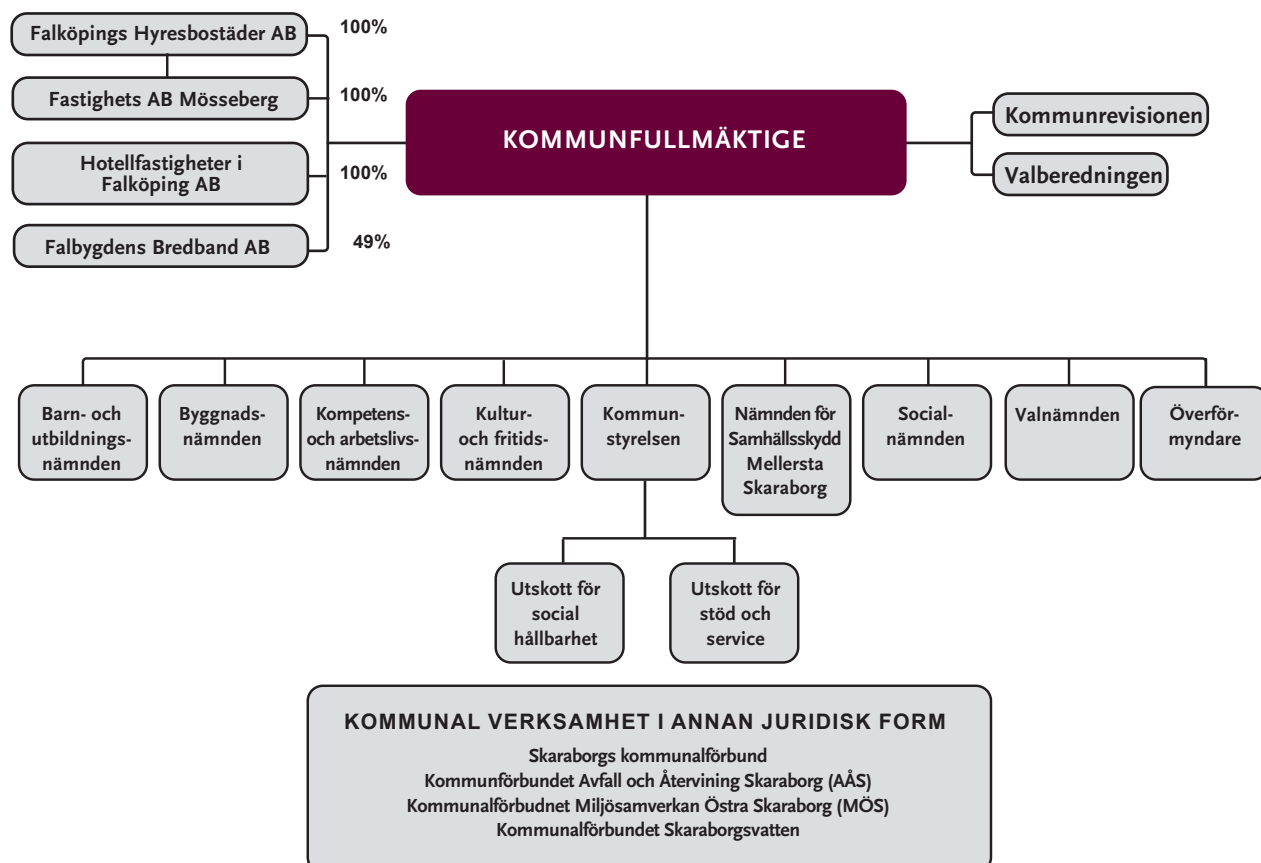 Falköpings Hyresbostäder AB
100%
Fastighets AB Mösseberg
100%
Hotellfastigheter i
Falköping AB
100%
Falbygdens Bredband AB
49%
KOMMUNFULLMÄKTIGE
Kommunrevisionen
Valberedningen
Barn- och
utbildnings-
nämnden
Byggnads-
nämnden
Kompetens-
och arbetslivs-
nämnden
Kultur-
och fritids-
nämnden
Kommun-
styrelsen
Nämnden för
Samhällsskydd
Mellersta
Skaraborg
Social-
nämnden
Valnämnden
Överför-
myndare
Utskott för
social
hållbarhet
Utskott för
stöd och
service
KOMMUNAL VERKSAMHET I ANNAN JURIDISK FORM
Skaraborgs kommunalförbund
Kommunförbundet Avfall och Återvining Skaraborg (AÅS)
Kommunalförbudnet Miljösamverkan Östra Skaraborg (MÖS)
Kommunalförbundet Skaraborgsvatten